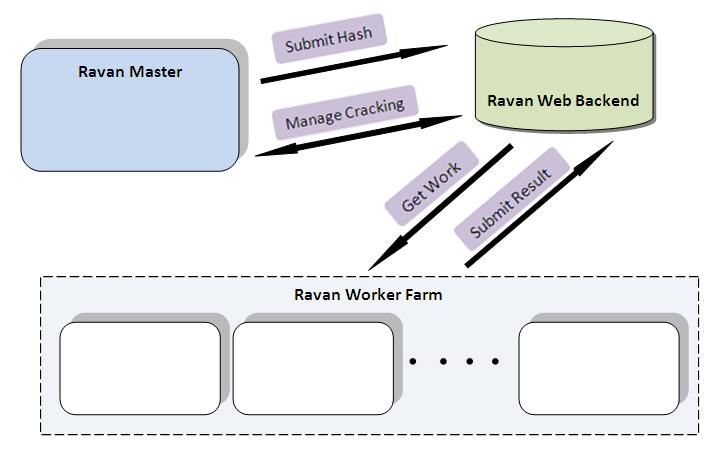 Submit Hash
Ravan Master
Ravan Web Backend
Manage Cracking
Get Work
Submit Result
Ravan Worker Farm